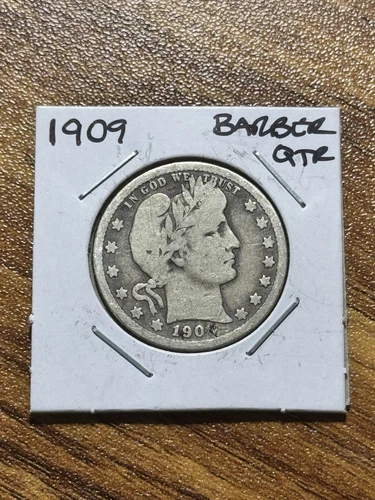 1909 BARBER
QTR
IN GOD WE TRUST
190